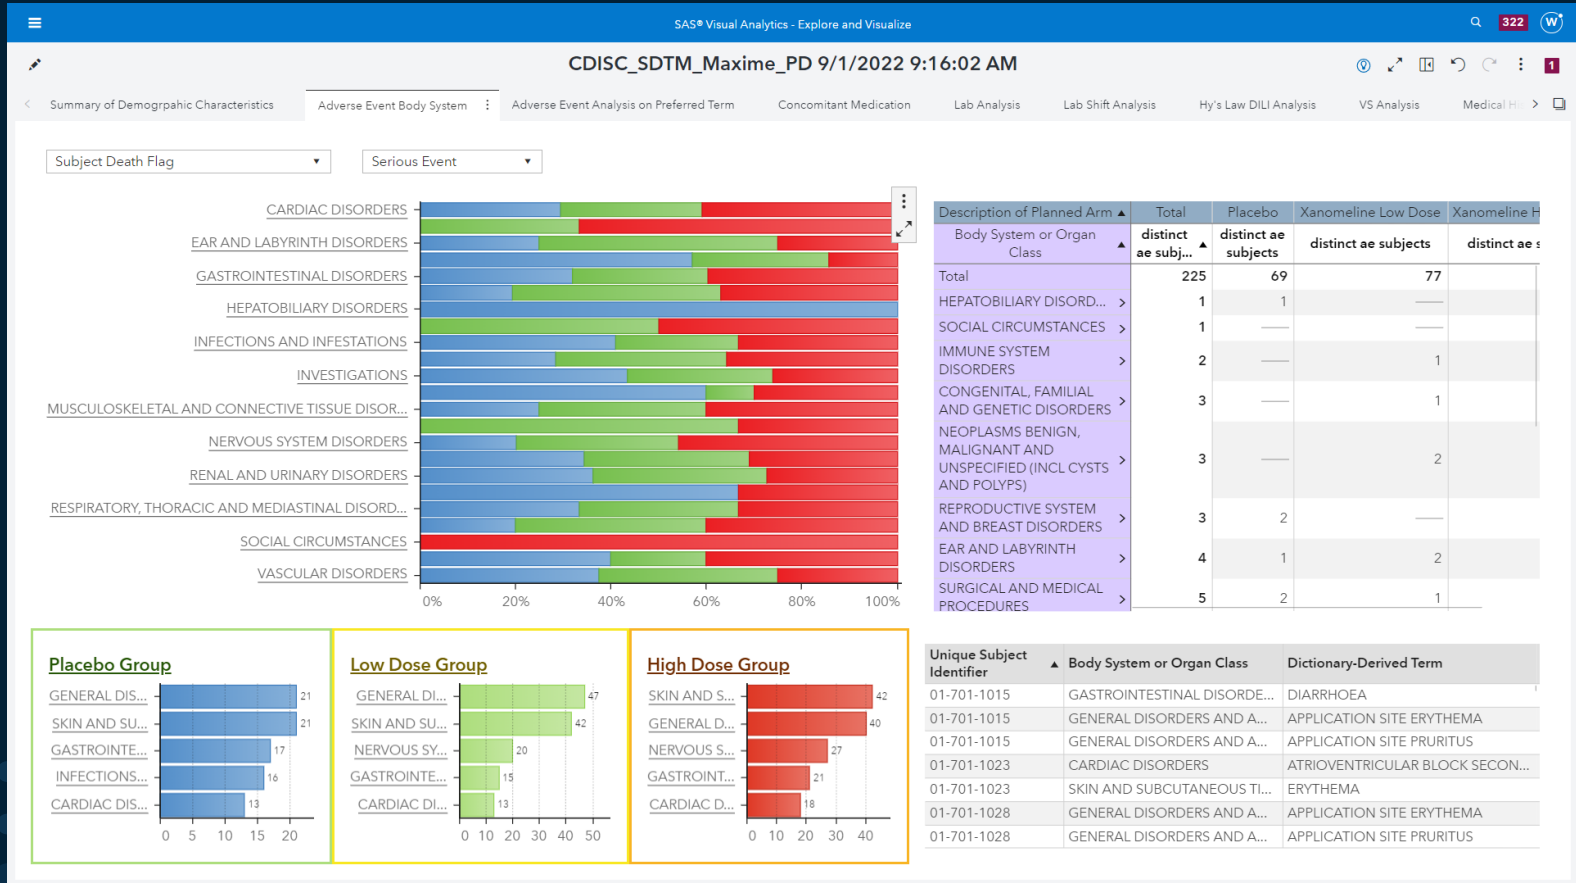 SAS® Visual Analytics - Explore and Visualize
322
W
CDISC_SDTM_Maxime_PD 9/1/2022 9:16:02 AM
1
Summary of Demogrpahic Characteristics
Adverse Event Body System
Adverse Event Analysis on Preferred Term
Concomitant Medication
Lab Analysis
Lab Shift Analysis
Hy's Law DILI Analysis
VS Analysis
Medical
Subject Death Flag
Serious Event
CARDIAC DISORDERS
EAR AND LABYRINTH DISORDERS
GASTROINTESTINAL DISORDERS
HEPATOBILIARY DISORDERS
INFECTIONS AND INFESTATIONS
INVESTIGATIONS
MUSCULOSKELETAL AND CONNECTIVE TISSUE DISOR...
NERVOUS SYSTEM DISORDERS
RENAL AND URINARY DISORDERS
RESPIRATORY, THORACIC AND MEDIASTINAL DISORD...
SOCIAL CIRCUMSTANCES
VASCULAR DISORDERS
0% 20% 40% 60% 80% 100%
Description of Planned Arm Total Placebo Xanomeline Low Dose Xanomeline H
Body System or Organ
Class
distinct
ae subj...
distinct ae
subjects
distinct ae subjects
distinct ae s
Total 225 69 77
HEPATOBILIARY DISORD... 1 1
SOCIAL CIRCUMSTANCES 1
IMMUNE SYSTEM
DISORDERS
2 1
CONGENITAL, FAMILIAL
AND GENETIC DISORDERS
3 1
NEOPLASMS BENIGN,
MALIGNANT AND
UNSPECIFIED (INCL CYSTS
AND POLYPS)
3 2
REPRODUCTIVE SYSTEM
AND BREAST DISORDERS
3 2
EAR AND LABYRINTH
DISORDERS
4 1 2
SURGICAL AND MEDICAL
PROCEDURES
5 2 1
Placebo Group
GENERAL DIS... 21
SKIN AND SU... 21
GASTROINTE... 17
INFECTIONS... 16
CARDIAC DIS... 13
0 5 10 15 20
Low Dose Group
GENERAL DI... 47
SKIN AND SU... 42
NERVOUS SY... 20
GASTROINTE... 15
CARDIAC DI... 13
0 10 20 30 40 50
High Dose Group
SKIN AND S... 42
GENERAL D... 40
NERVOUS S... 27
GASTROINT... 21
CARDIAC D... 18
0 10 20 30 40
Unique Subject
Identifier
Body System or Organ Class
Dictionary-Derived Term
01-701-1015 GASTROINTESTINAL DISORDE... DIARRHOEA
01-701-1015 GENERAL DISORDERS AND A... APPLICATION SITE ERYTHEMA
01-701-1015 GENERAL DISORDERS AND A... APPLICATION SITE PRURITUS
01-701-1023 CARDIAC DISORDERS ATRIOVENTRICULAR BLOCK SECON...
01-701-1023 SKIN AND SUBCUTANEOUS TI... ERYTHEMA
01-701-1028 GENERAL DISORDERS AND A... APPLICATION SITE ERYTHEMA
01-701-1028 GENERAL DISORDERS AND A... APPLICATION SITE PRURITUS